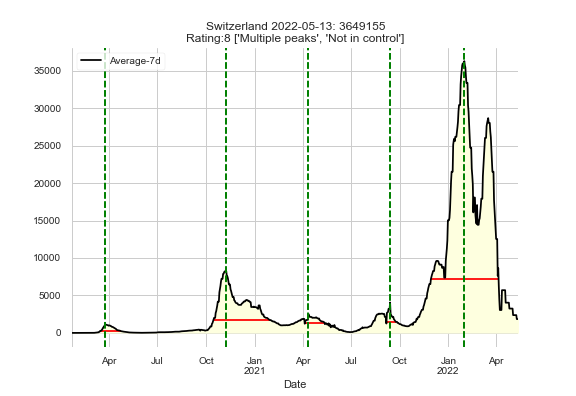 Switzerland 2022-05-13: 3649155
Rating:8 ['Multiple peaks', 'Not in control']
Average-7d
35000
30000
25000
20000
15000
10000
5000
0
Apr Jul Oct Jan Apr Jul Oct Jan Apr
2021 2022
Date